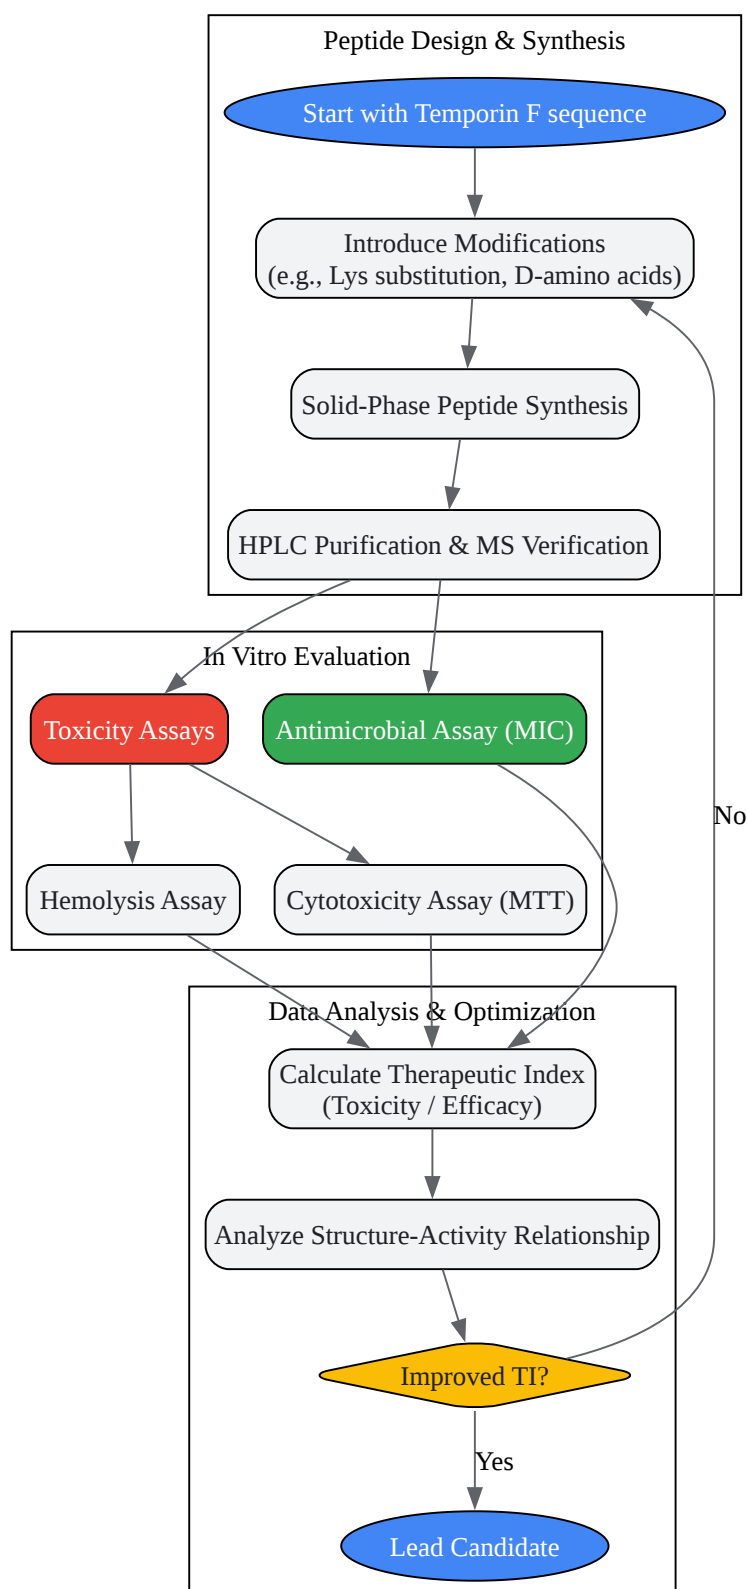 Peptide Design & Synthesis
Start with Temporin F sequence
Introduce Modifications
(e.g., Lys substitution, D-amino acids)
Solid-Phase Peptide Synthesis
HPLC Purification & MS Verification
In Vitro Evaluation
Toxicity Assays
Antimicrobial Assay (MIC)
No
Hemolysis Assay
Cytotoxicity Assay (MTT)
Data Analysis & Optimization
Calculate Therapeutic Index
(Toxicity / Efficacy)
Analyze Structure-Activity Relationship
Improved TI?
Yes
Lead Candidate